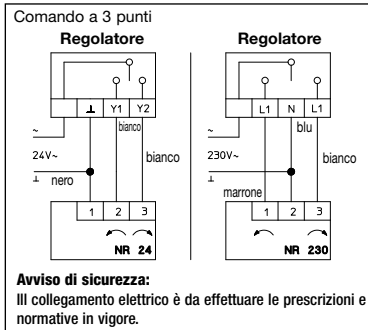 Comando a 3 punti
Regolatore Regolatore
⊥ Y1 Y2 L1 N L1
~ bianco ~ blu
24V~ bianco 230V~ bianco
⊥ nero ⊥ marrone
1 2 3 1 2 3
NR 24 NR 230
Avviso di sicurezza:
Ill collegamento elettrico è da effettuare le prescrizioni e
normative in vigore.